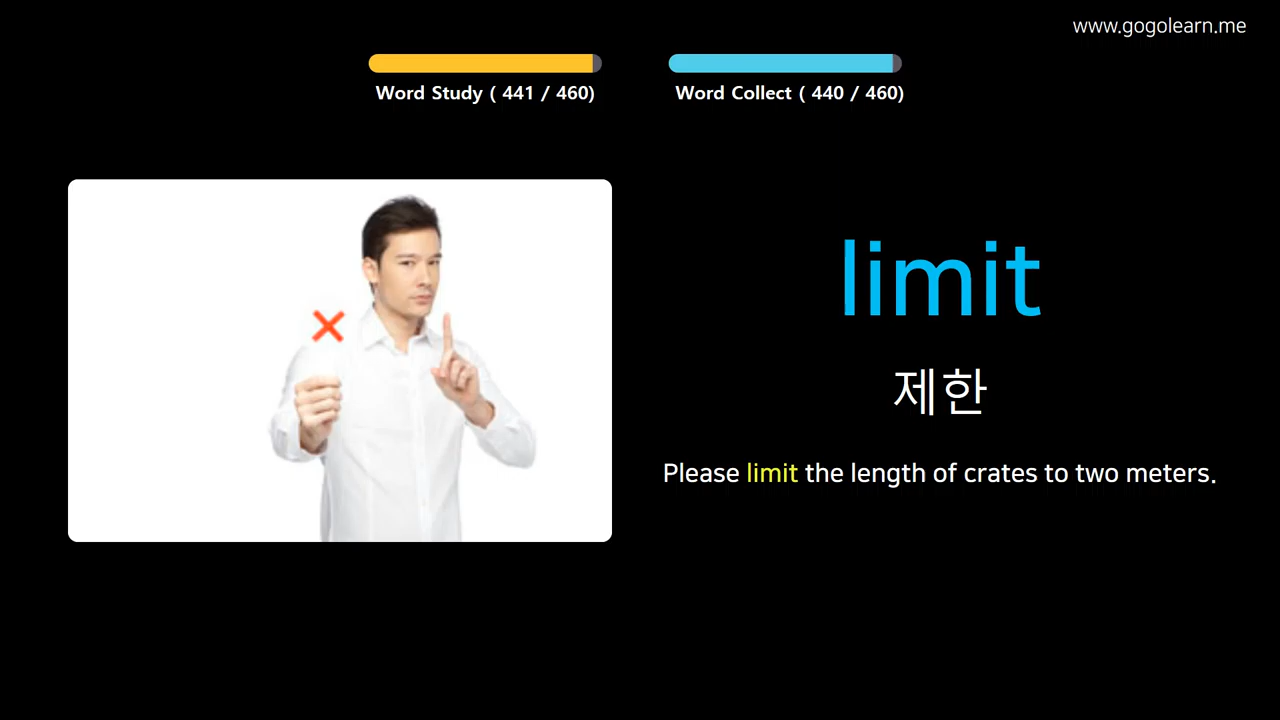 www.gogolearn.me
Word Study ( 441 / 460)
Word Collect ( 440 / 460)
limit
제한
Please limit the length of crates to two meters.